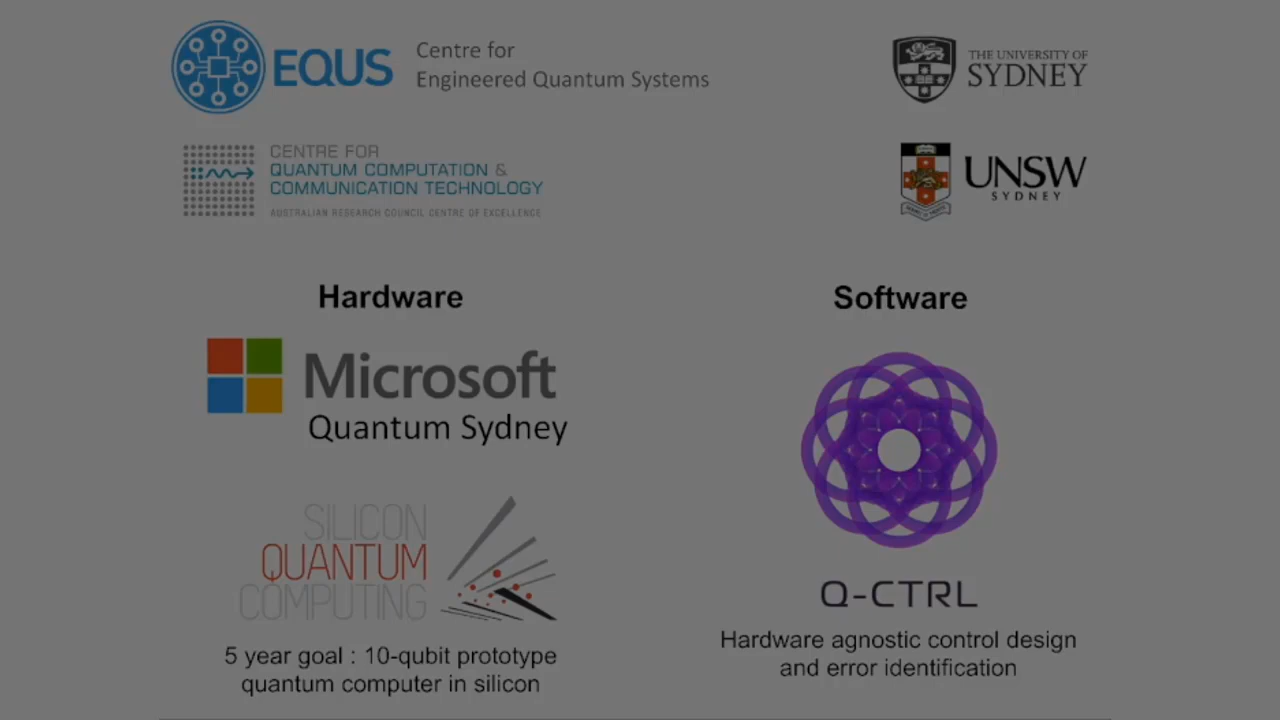 EQUS
Centre for
Engineered Quantum Systems
THE UNIVERSITY OF
SYDNEY
CENTRE FOR
QUANTUM COMPUTATION &
COMMUNICATION TECHNOLOGY
AUSTRALIAN RESEARCH COUNCIL CENTRE OF EXCELLENCE
UNSW
SYDNEY
Hardware
Microsoft
Quantum Sydney
SILICON
QUANTUM
COMPUTING
5 year goal : 10-qubit prototype
quantum computer in silicon
Software
Q-CTRL
Hardware agnostic control design
and error identification